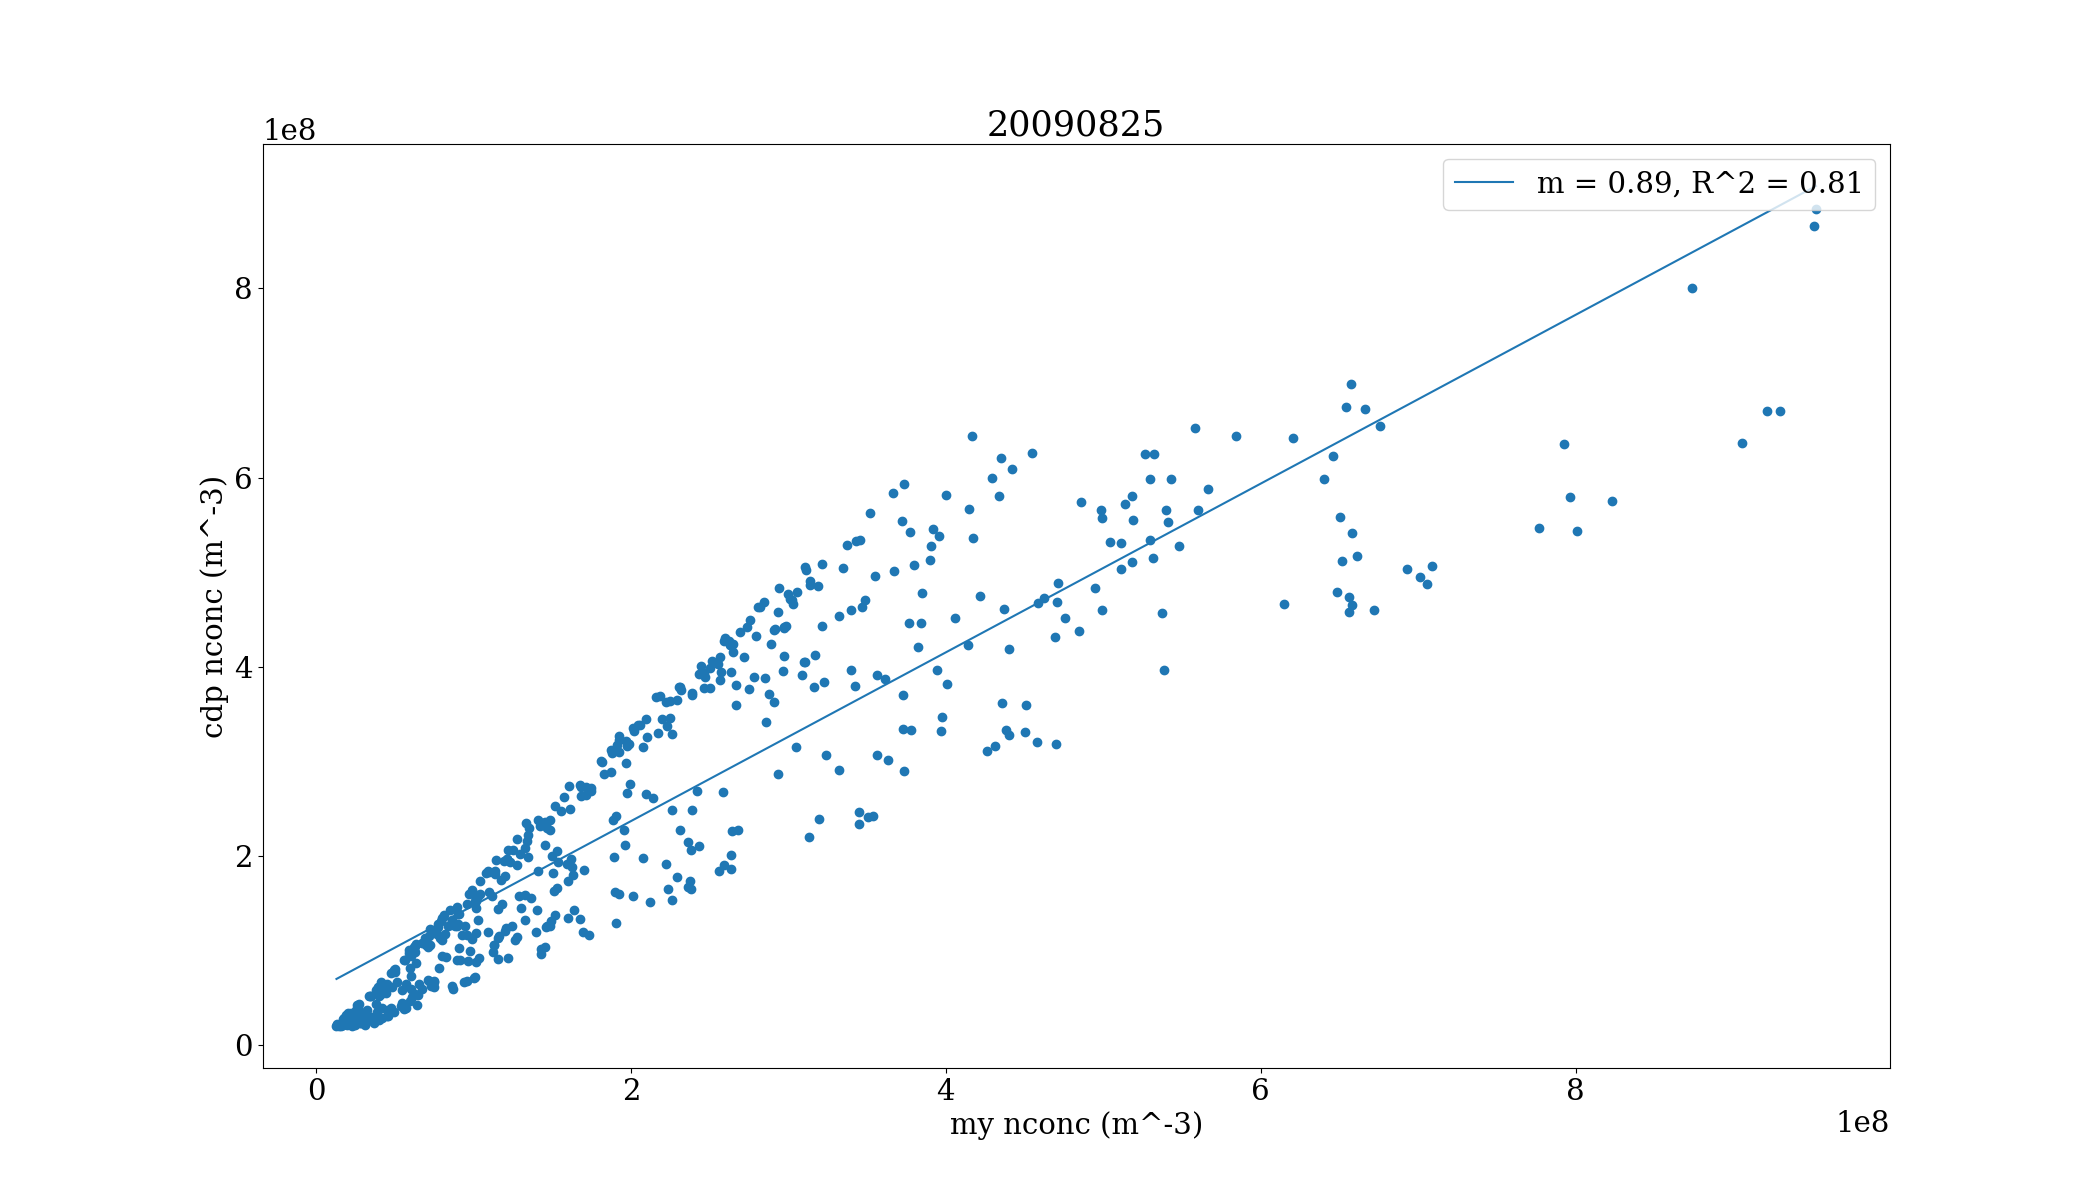 20090825
1e8
m = 0.89, R^2 = 0.81
8
6
4
2
0
cdp nconc (m^-3)
0 2 4 6 8
my nconc (m^-3)
1e8